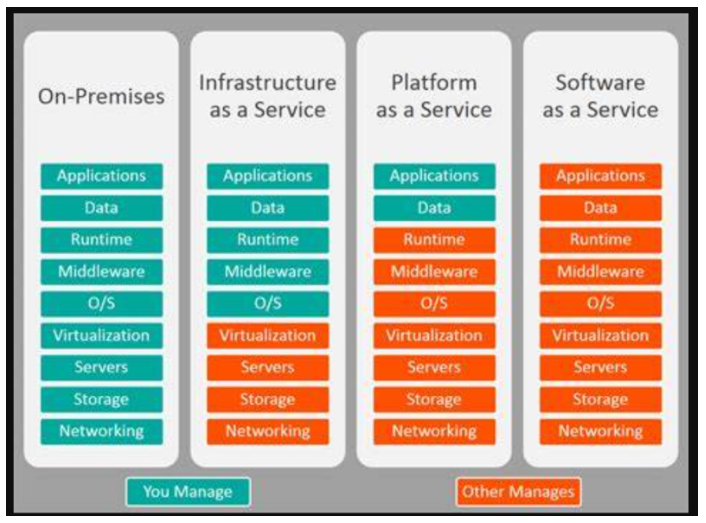 On-Premises
Applications
Data
Runtime
Middleware
O/S
Virtualization
Servers
Storage
Networking
Infrastructure
as a Service
Applications
Data
Runtime
Middleware
O/S
Virtualization
Servers
Storage
Networking
Platform
as a Service
Applications
Data
Runtime
Middleware
O/S
Virtualization
Servers
Storage
Networking
Software
as a Service
Applications
Data
Runtime
Middleware
O/S
Virtualization
Servers
Storage
Networking
You Manage
Other Manages